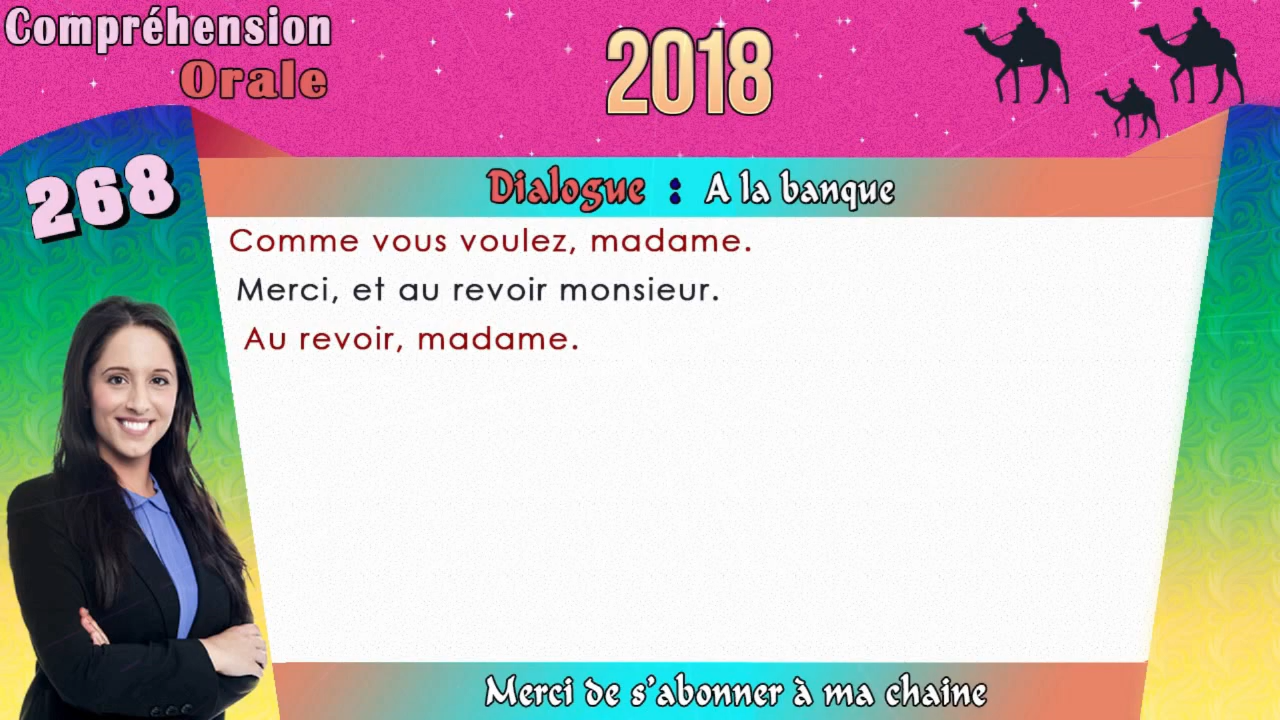 Compréhension
Orale
2018
268
Dialogue : A la banque
Comme vous voulez, madame.
Merci, et au revoir monsieur.
Au revoir, madame.
Merci de s'abonner à ma chaine